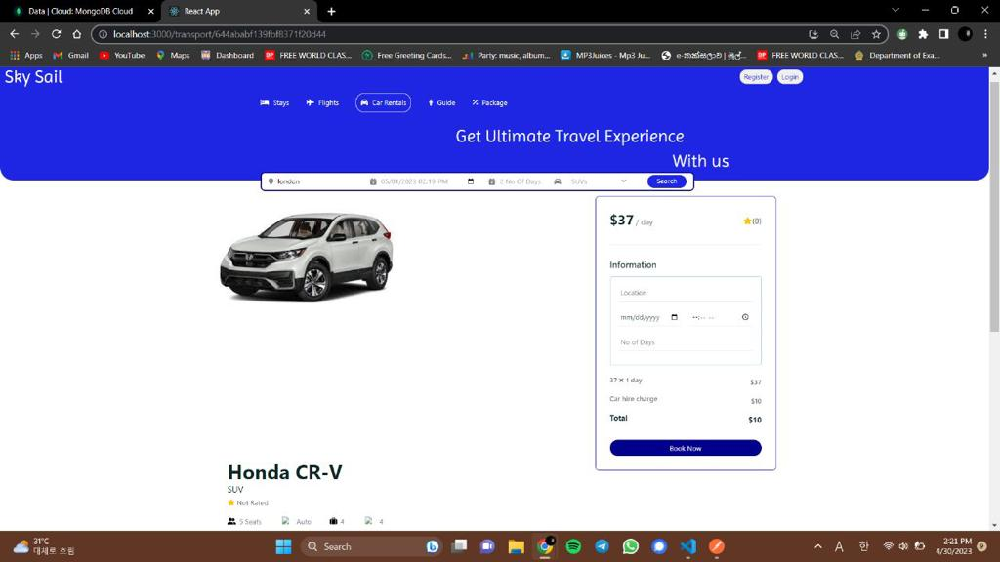 Data | Cloud: MongoDB Cloud
React App
localhost:3000/transport/644ababf139fbf8371f20d44
Apps Gmail YouTube Maps Dashboard FREE WORLD CLAS... Free Greeting Cards... Party: music, album... MP3Juices - Mp3 Ju... FREE WORLD CLAS... Department of Exa... »
Sky Sail
Register Login
Stays Flights Car Rentals Guide Package
Get Ultimate Travel Experience
With us
london 05/01/2023 02:19 PM 2 No Of Days SUVs Search
$37 / day (0)
Information
Location
mm/dd/yyyy --:-- --
No of Days
37 × 1 day $37
Car hire charge $10
Total $10
Book Now
Honda CR-V
SUV
Not Rated
5 Seats Auto 4 4
31°C
대체로 흐림
Search
A 한
2:21 PM
4/30/2023